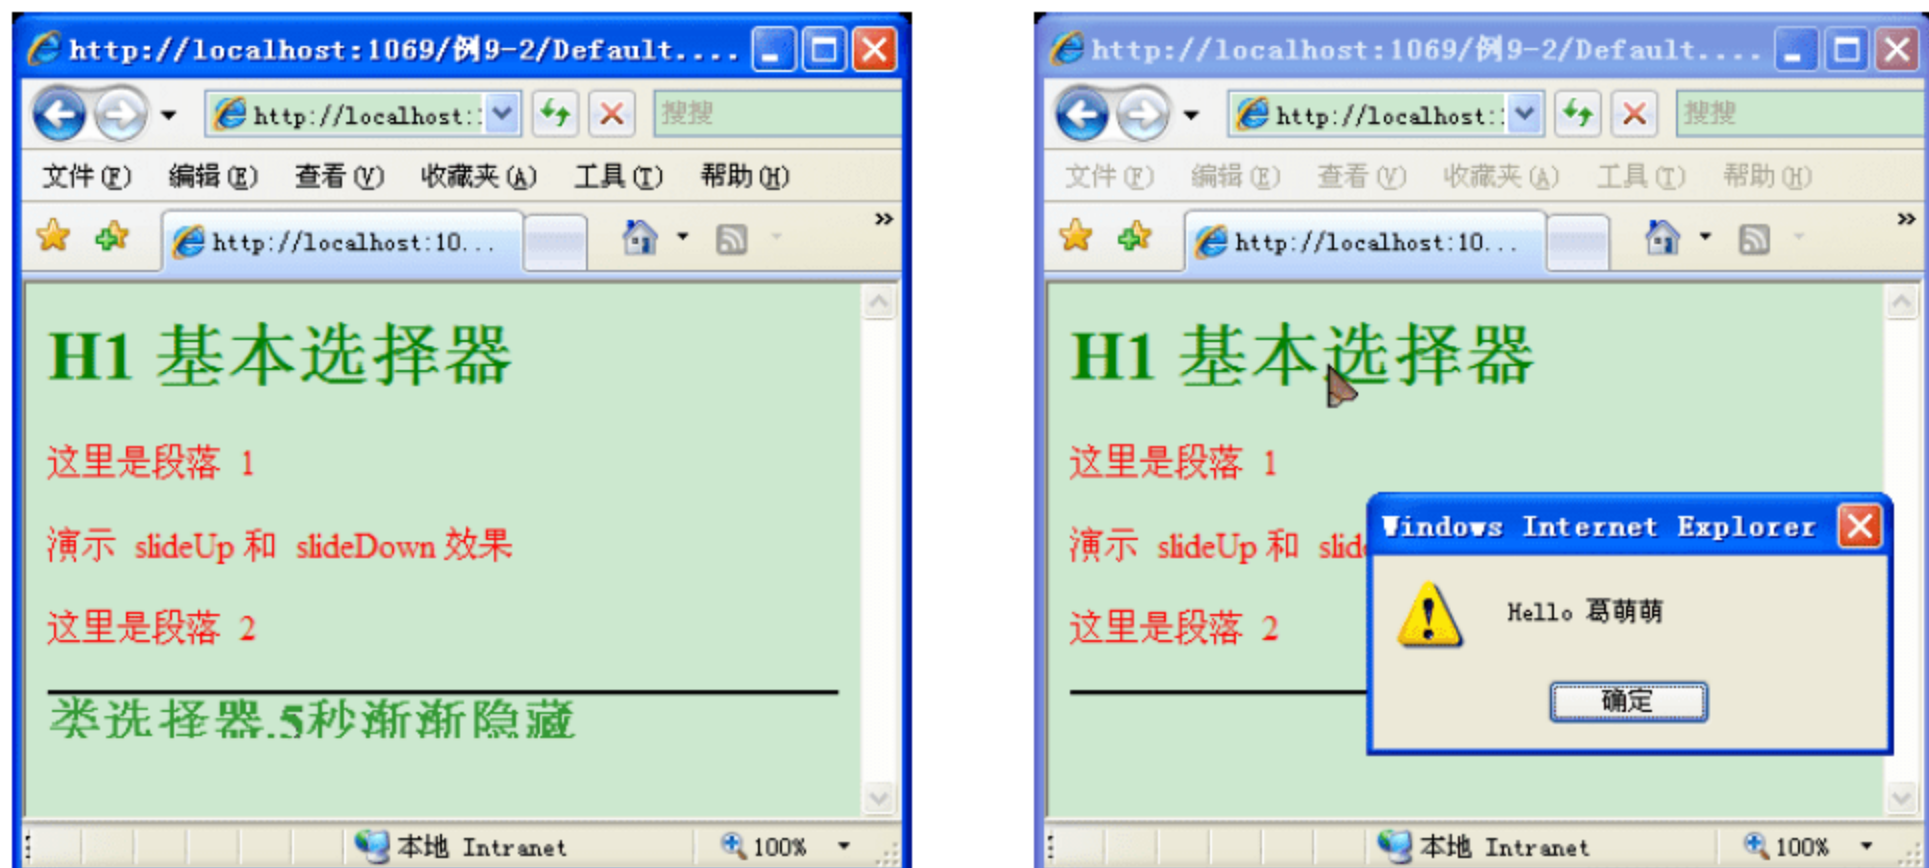 http://localhost:1069/例9-2/Default....
http://localhost:
搜搜
文件(F) 编辑(E) 查看(V) 收藏夹(A) 工具(T) 帮助(H)
http://localhost:10...
»
H1 基本选择器
这里是段落 1
演示 slideUp 和 slideDown 效果
这里是段落 2
类选择器.5秒渐渐隐藏
本地 Intranet
100%
http://localhost:1069/例9-2/Default....
http://localhost:
搜搜
文件(F) 编辑(E) 查看(V) 收藏夹(A) 工具(T) 帮助(H)
http://localhost:10...
»
H1 基本选择器
这里是段落 1
演示 slideUp 和 slid
这里是段落 2
Windows Internet Explorer
Hello 葛萌萌
确定
本地 Intranet
100%